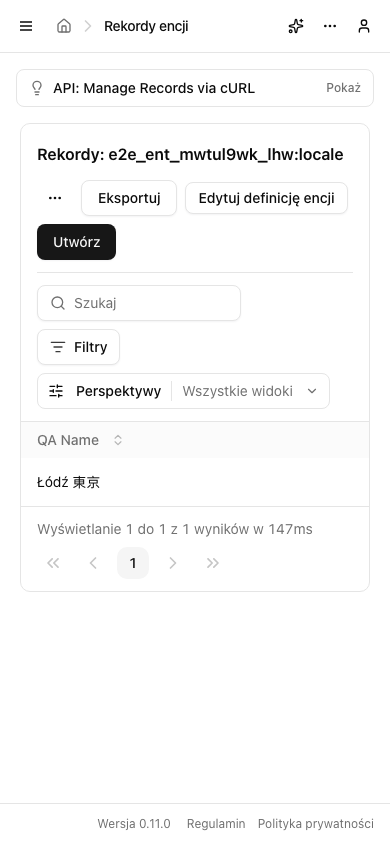 Rekordy encji
API: Manage Records via cURL Pokaż
Rekordy: e2e_ent_mwtul9wk_lhw:locale
Eksportuj Edytuj definicję encji
Utwórz
Szukaj
Filtry
Perspektywy Wszystkie widoki
QA Name
Łódź 東京
Wyświetlanie 1 do 1 z 1 wyników w 147ms
1
Wersja 0.11.0 Regulamin Polityka prywatności